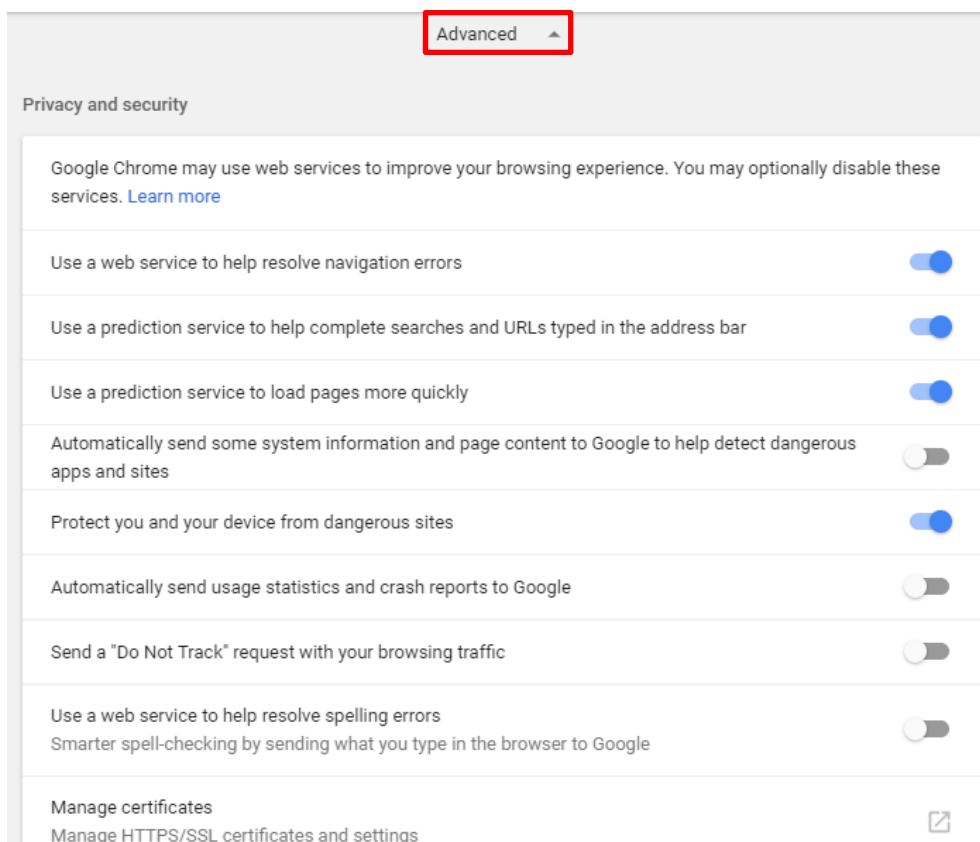 Advanced
Privacy and security
Google Chrome may use web services to improve your browsing experience. You may optionally disable these
services. Learn more
Use a web service to help resolve navigation errors
Use a prediction service to help complete searches and URLs typed in the address bar
Use a prediction service to load pages more quickly
Automatically send some system information and page content to Google to help detect dangerous
apps and sites
Protect you and your device from dangerous sites
Automatically send usage statistics and crash reports to Google
Send a "Do Not Track" request with your browsing traffic
Use a web service to help resolve spelling errors
Smarter spell-checking by sending what you type in the browser to Google
Manage certificates
Manage HTTPS/SSL certificates and settings